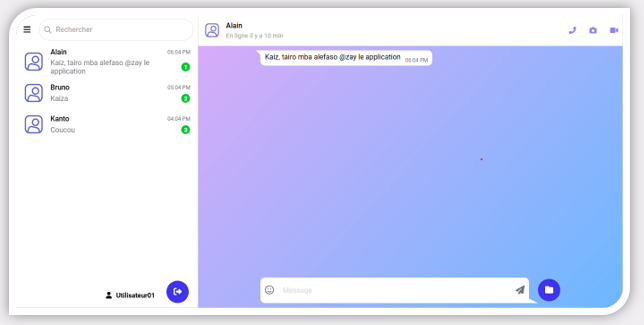 Rechercher
Alain
06:04 PM
Kaiz, tairo mba alefaso @zay le
application
1
Bruno
05:04 PM
Kaiza
2
Kanto
04:04 PM
Coucou
3
Utilisateur01
Alain
En ligne il y a 10 min
Kaiz, tairo mba alefaso @zay le application 06:04 PM
Message